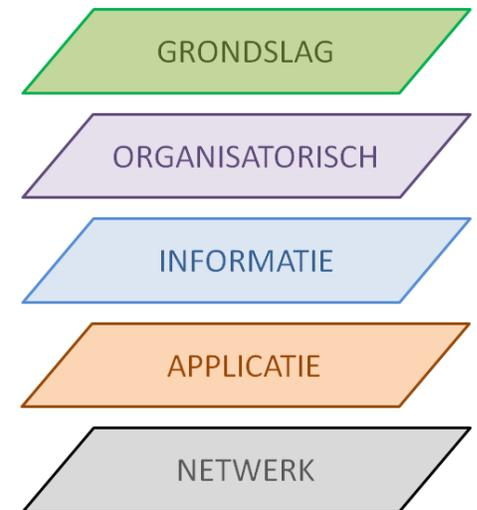 GRONDSLAG
ORGANISATORISCH
INFORMATIE
APPLICATIE
NETWERK